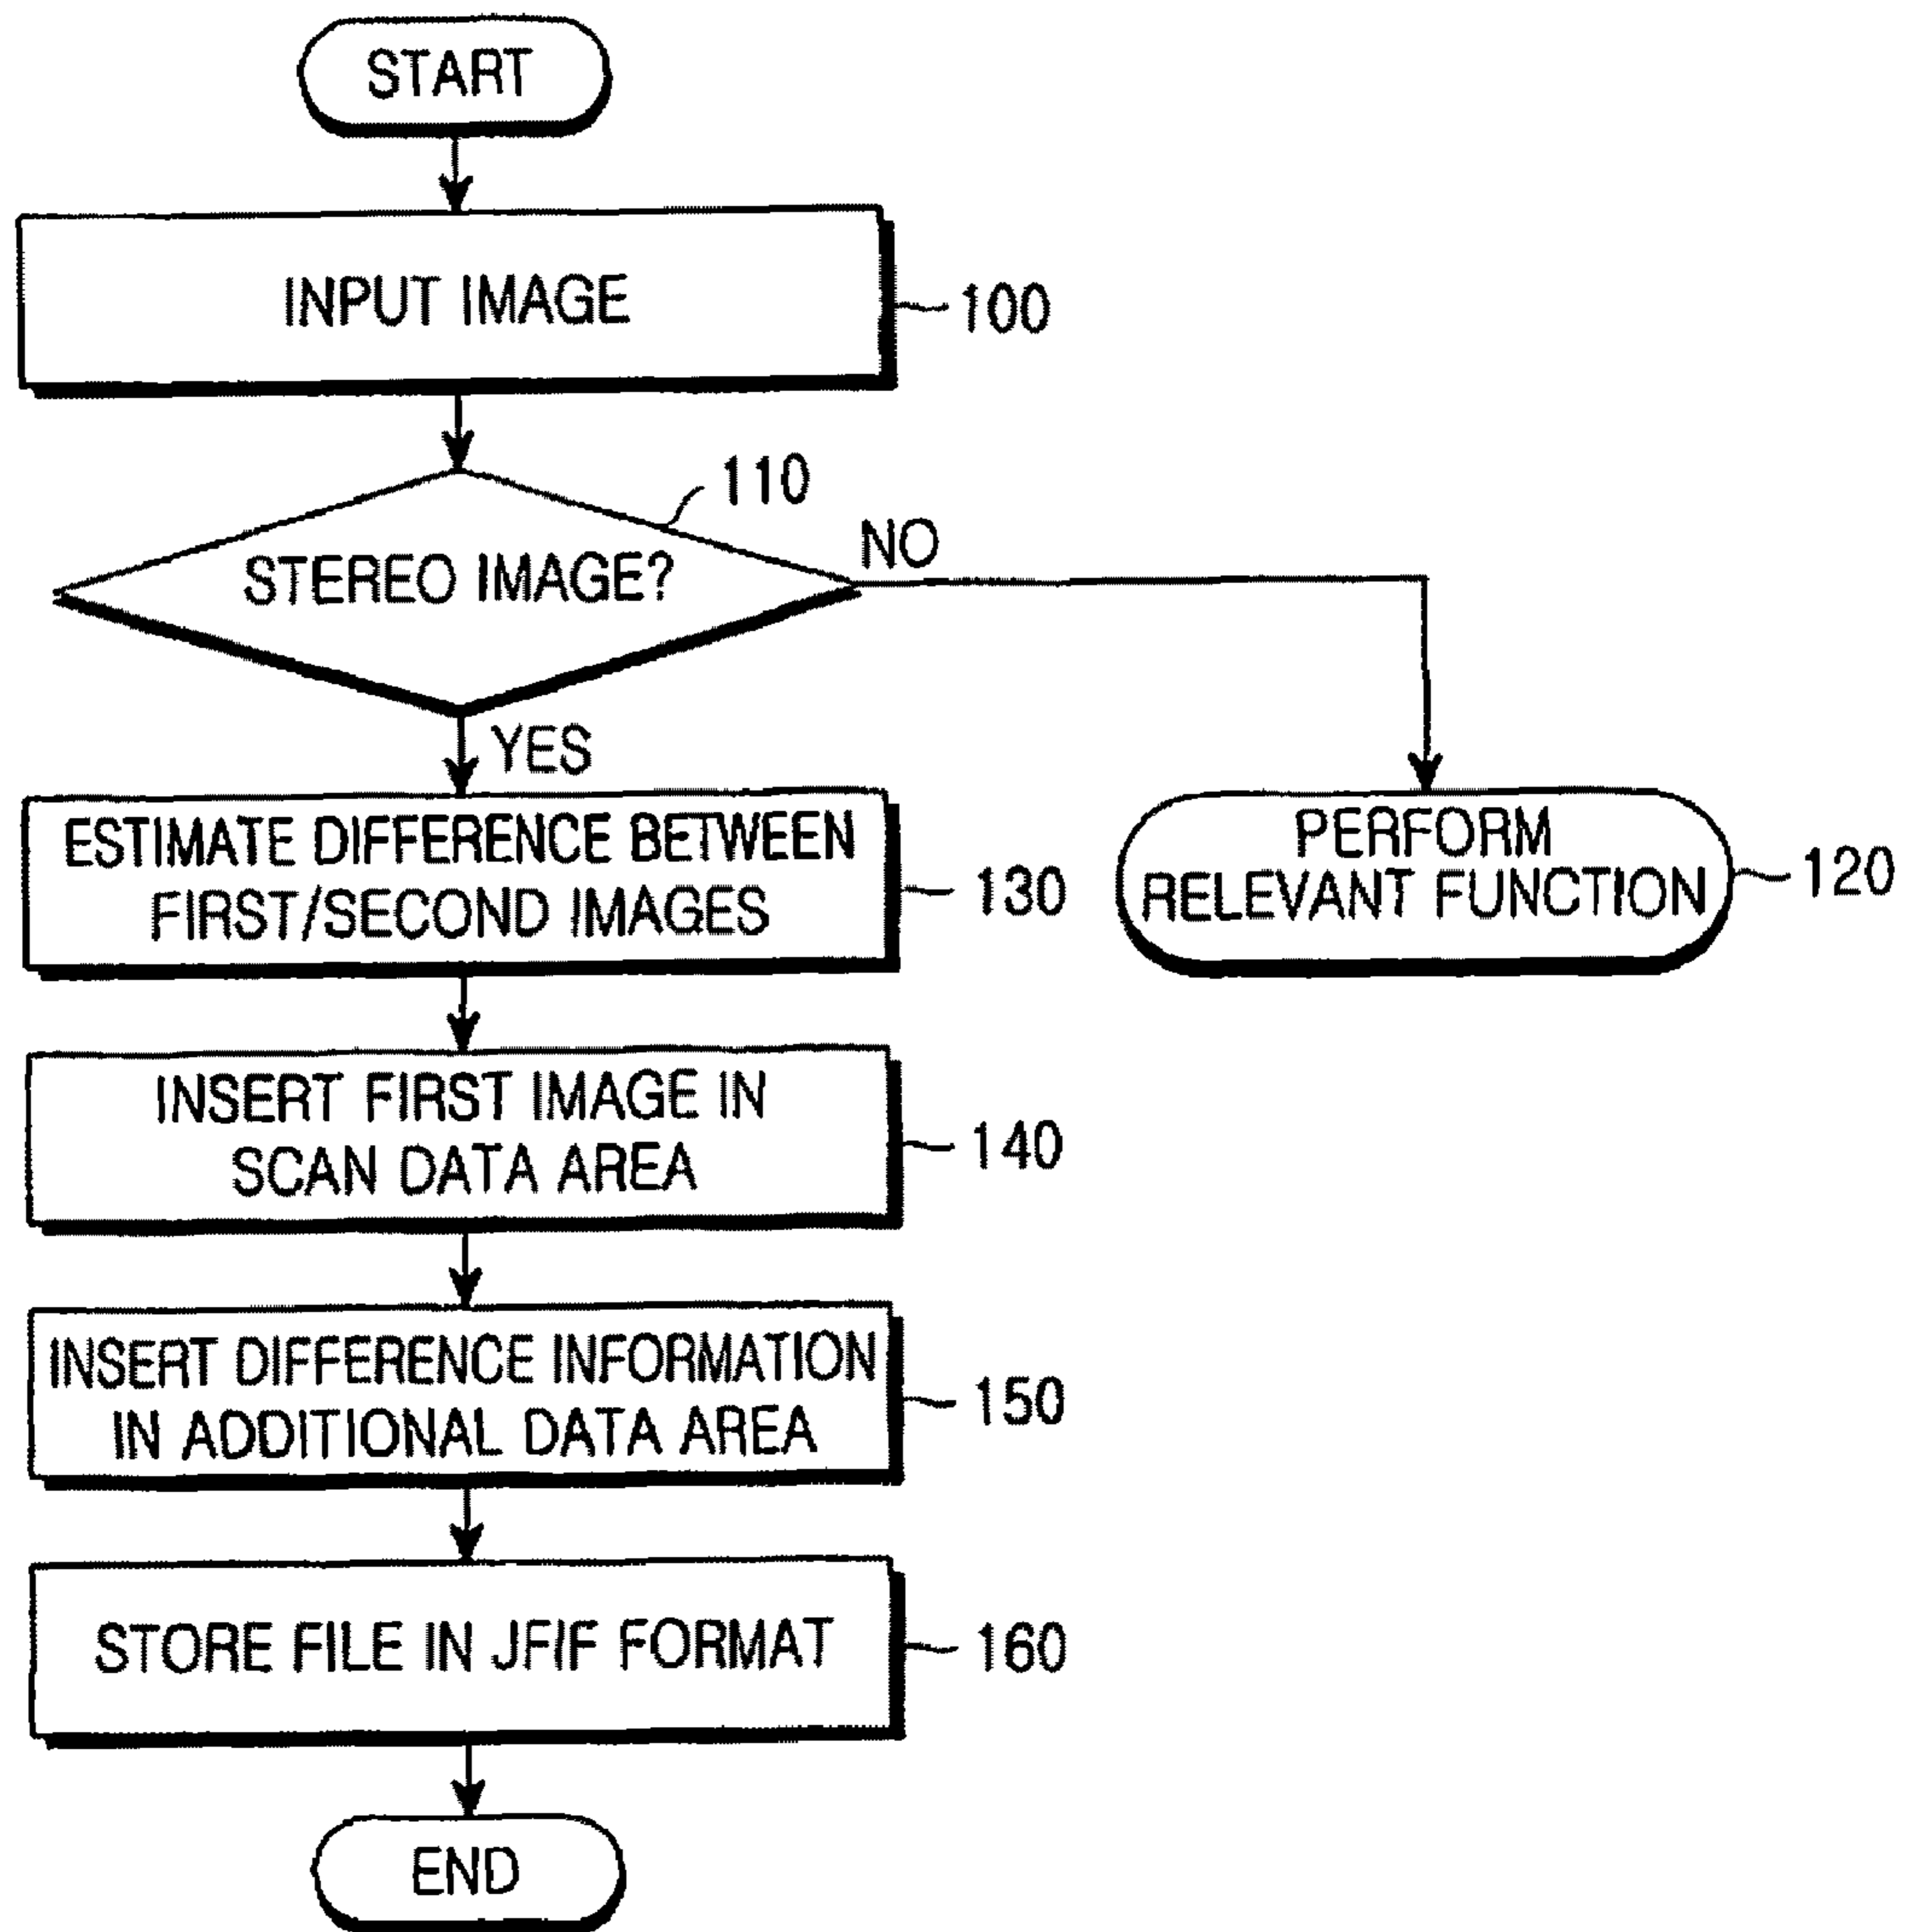 START
INPUT IMAGE
100
110
STEREO IMAGE?
NO
YES
ESTIMATE DIFFERENCE BETWEEN
FIRST/SECOND IMAGES
130
PERFORM
RELEVANT FUNCTION
120
INSERT FIRST IMAGE IN
SCAN DATA AREA
140
INSERT DIFFERENCE INFORMATION
IN ADDITIONAL DATA AREA
150
STORE FILE IN JFIF FORMAT
160
END